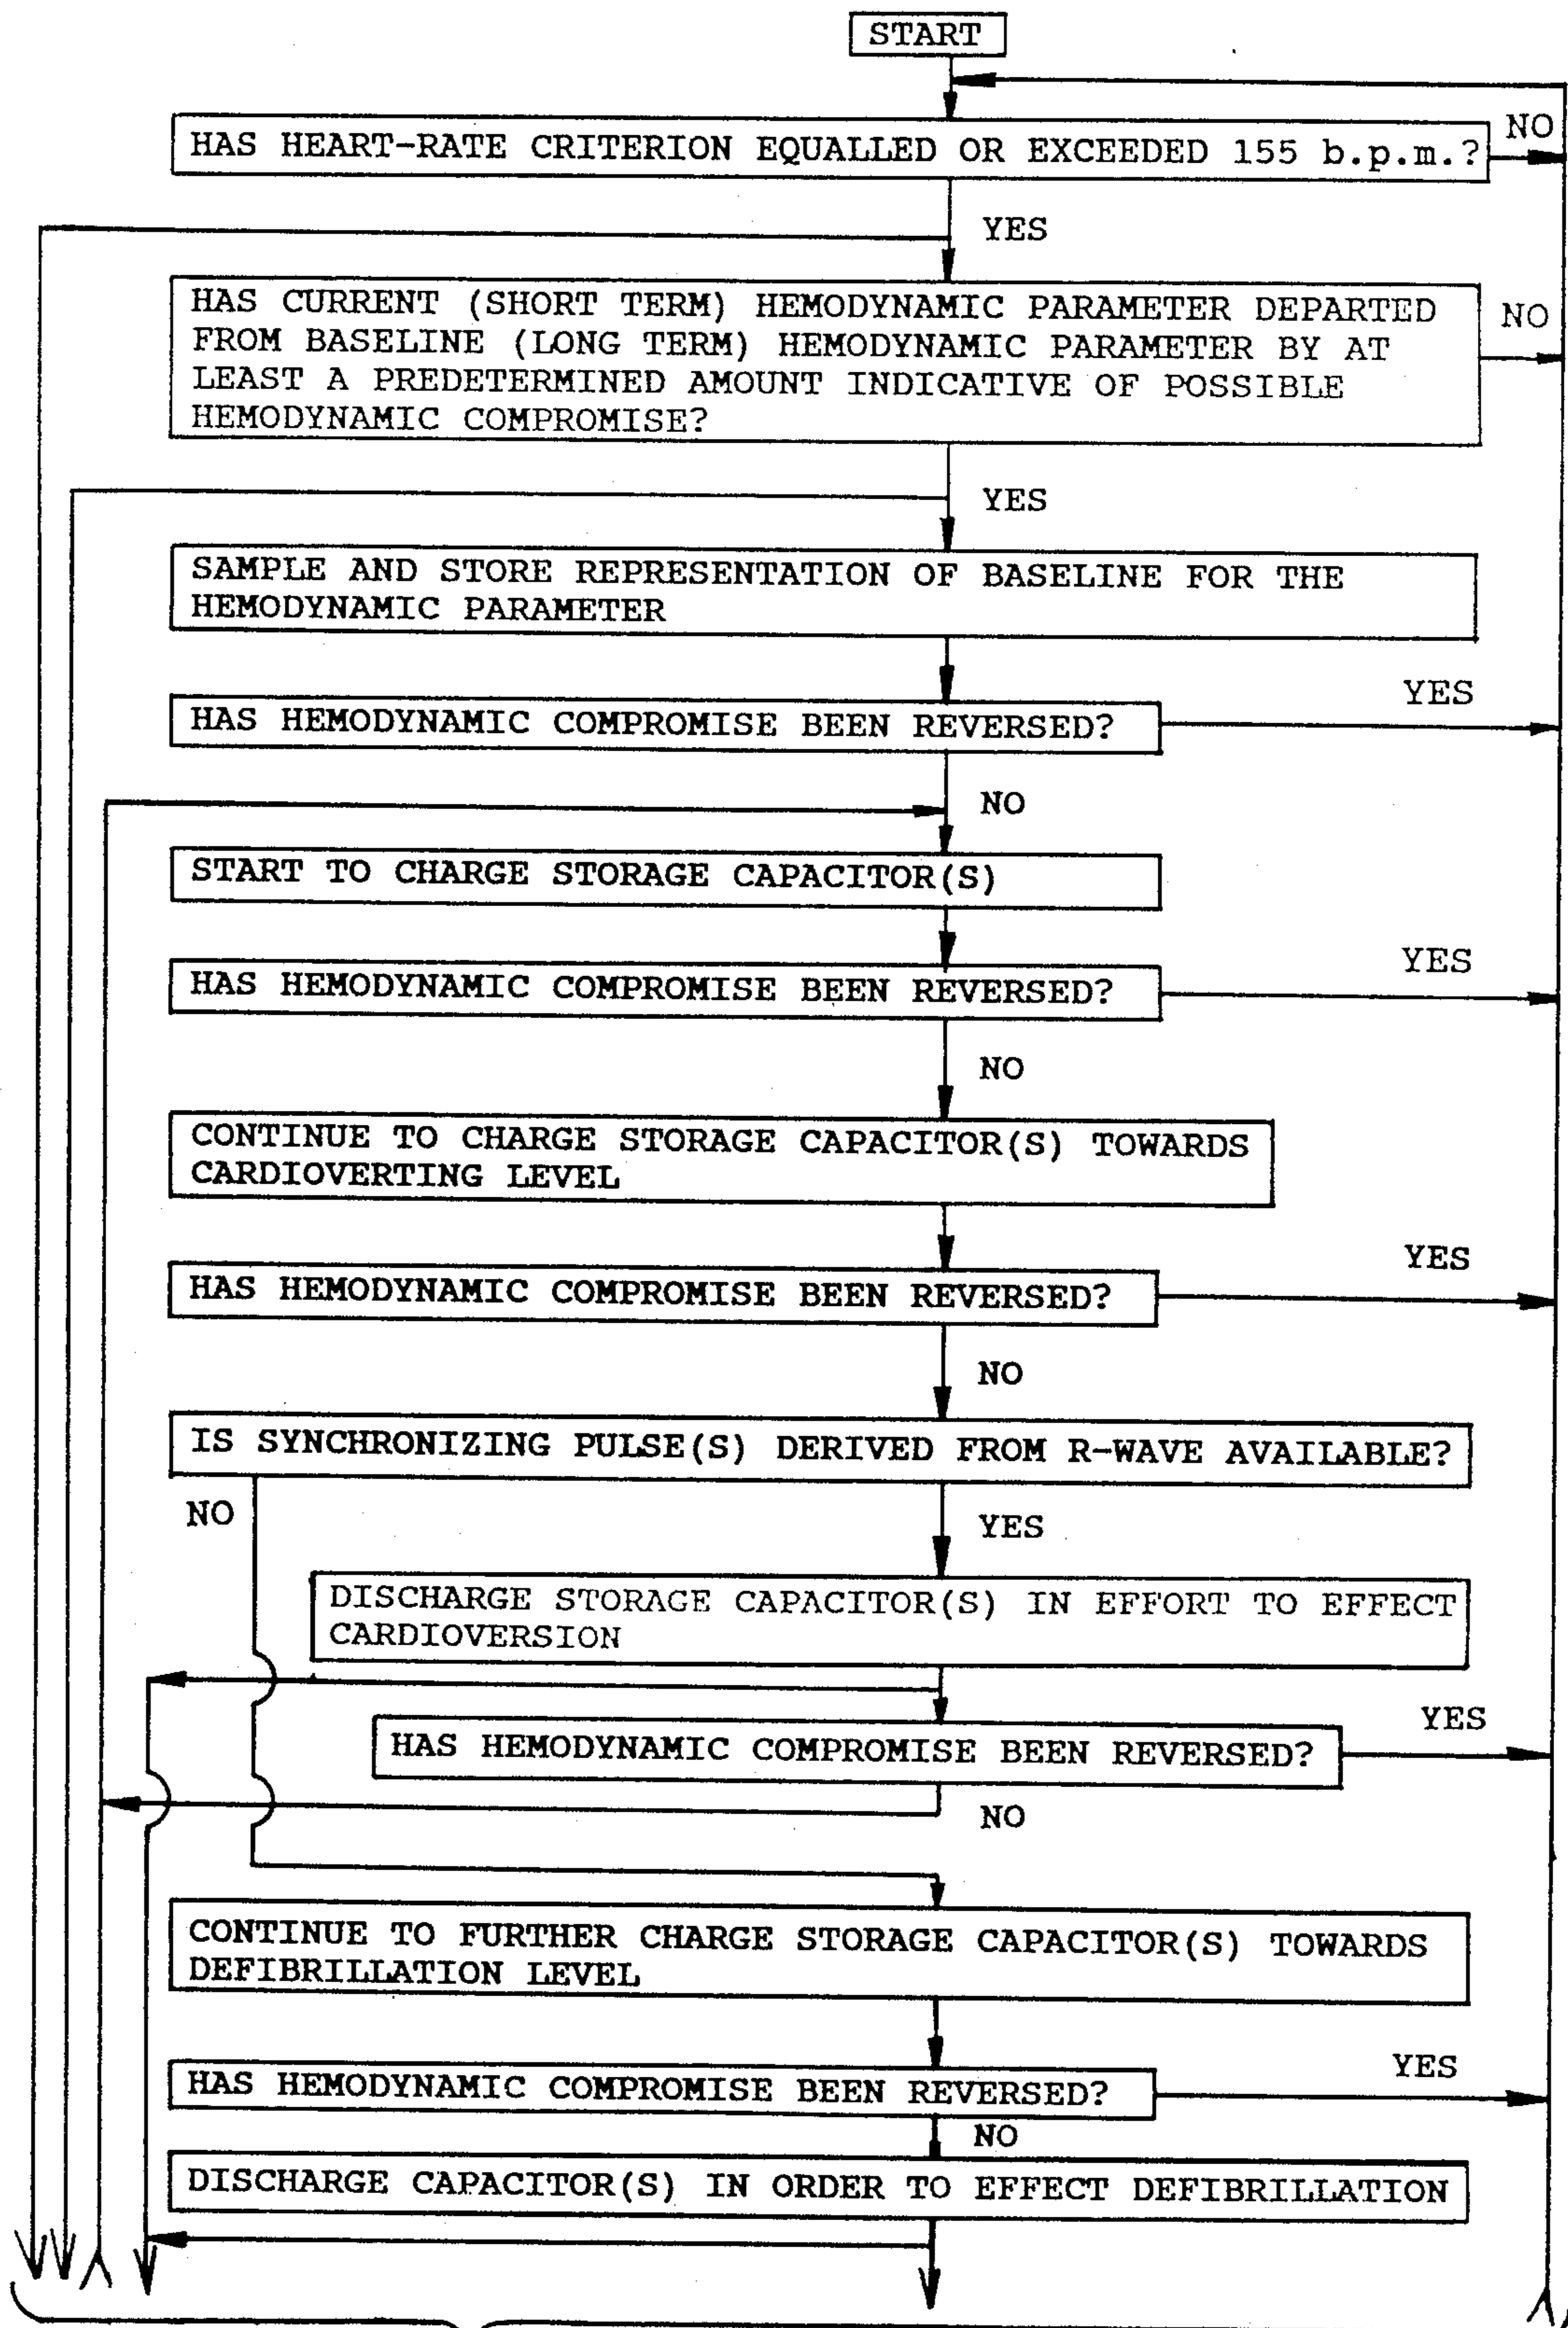 START
HAS HEART-RATE CRITERION EQUALLED OR EXCEEDED 155 b.p.m.?
NO
YES
HAS CURRENT (SHORT TERM) HEMODYNAMIC PARAMETER DEPARTED
FROM BASELINE (LONG TERM) HEMODYNAMIC PARAMETER BY AT
LEAST A PREDETERMINED AMOUNT INDICATIVE OF POSSIBLE
HEMODYNAMIC COMPROMISE?
NO
YES
SAMPLE AND STORE REPRESENTATION OF BASELINE FOR THE
HEMODYNAMIC PARAMETER
HAS HEMODYNAMIC COMPROMISE BEEN REVERSED?
YES
NO
START TO CHARGE STORAGE CAPACITOR(S)
HAS HEMODYNAMIC COMPROMISE BEEN REVERSED?
YES
NO
CONTINUE TO CHARGE STORAGE CAPACITOR(S) TOWARDS
CARDIOVERTING LEVEL
HAS HEMODYNAMIC COMPROMISE BEEN REVERSED?
YES
NO
IS SYNCHRONIZING PULSE(S) DERIVED FROM R-WAVE AVAILABLE?
NO
YES
DISCHARGE STORAGE CAPACITOR(S) IN EFFORT TO EFFECT
CARDIOVERSION
HAS HEMODYNAMIC COMPROMISE BEEN REVERSED?
YES
NO
CONTINUE TO FURTHER CHARGE STORAGE CAPACITOR(S) TOWARDS
DEFIBRILLATION LEVEL
HAS HEMODYNAMIC COMPROMISE BEEN REVERSED?
YES
NO
DISCHARGE CAPACITOR(S) IN ORDER TO EFFECT DEFIBRILLATION